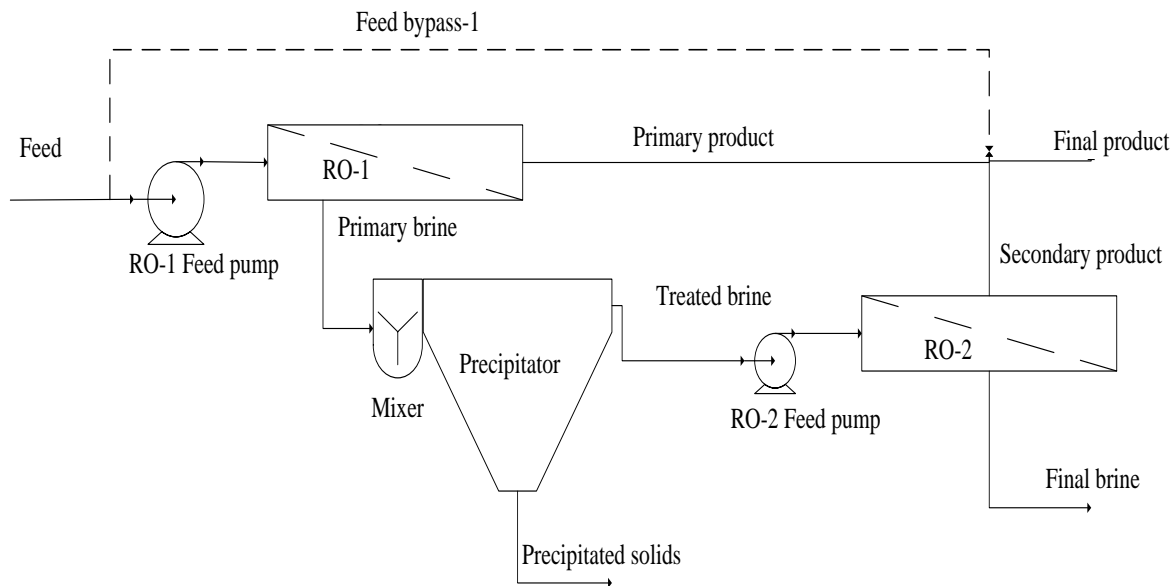 Feed bypass-1
Feed
Primary product
Final product
RO-1
Primary brine
RO-1 Feed pump
Secondary product
Treated brine
Precipitator
RO-2
Mixer
RO-2 Feed pump
Final brine
Precipitated solids